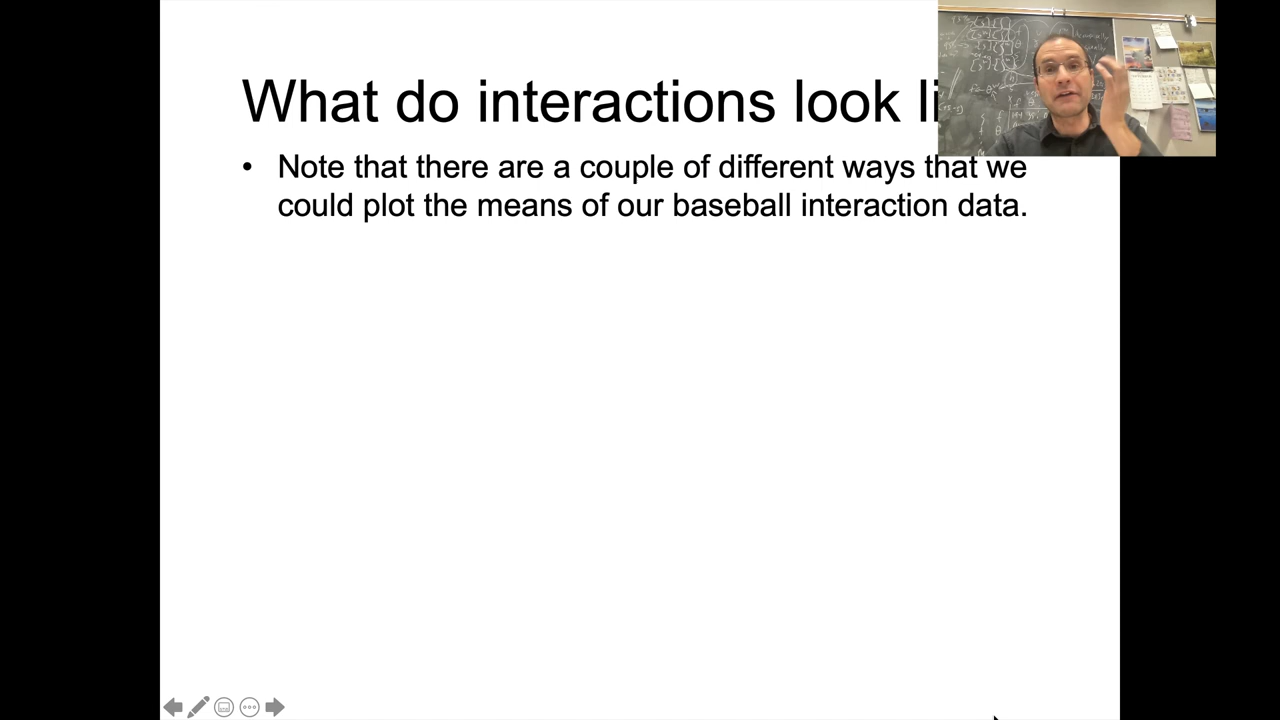 What do interactions look li
• Note that there are a couple of different ways that we
could plot the means of our baseball interaction data.